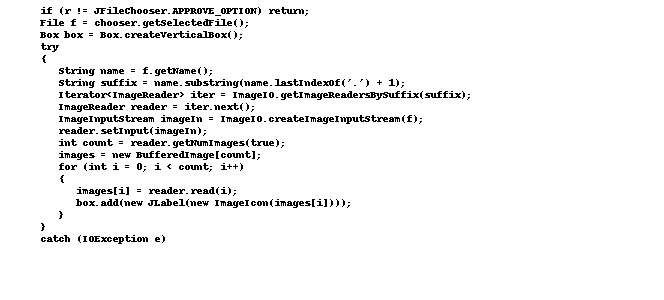 if (r != JFileChooser.APPROVE_OPTION) return;
File f = chooser.getSelectedFile();
Box box = Box.createVerticalBox();
try
{
String name = f.getName();
String suffix = name.substring(name.lastIndexOf('.') + 1);
Iterator<ImageReader> iter = ImageIO.getImageReadersBySuffix(suffix);
ImageReader reader = iter.next();
ImageInputStream imageIn = ImageIO.createImageInputStream(f);
reader.setInput(imageIn);
int count = reader.getNumImages(true);
images = new BufferedImage[count];
for (int i = 0; i < count; i++)
{
images[i] = reader.read(i);
box.add(new JLabel(new ImageIcon(images[i])));
}
}
catch (IOException e)